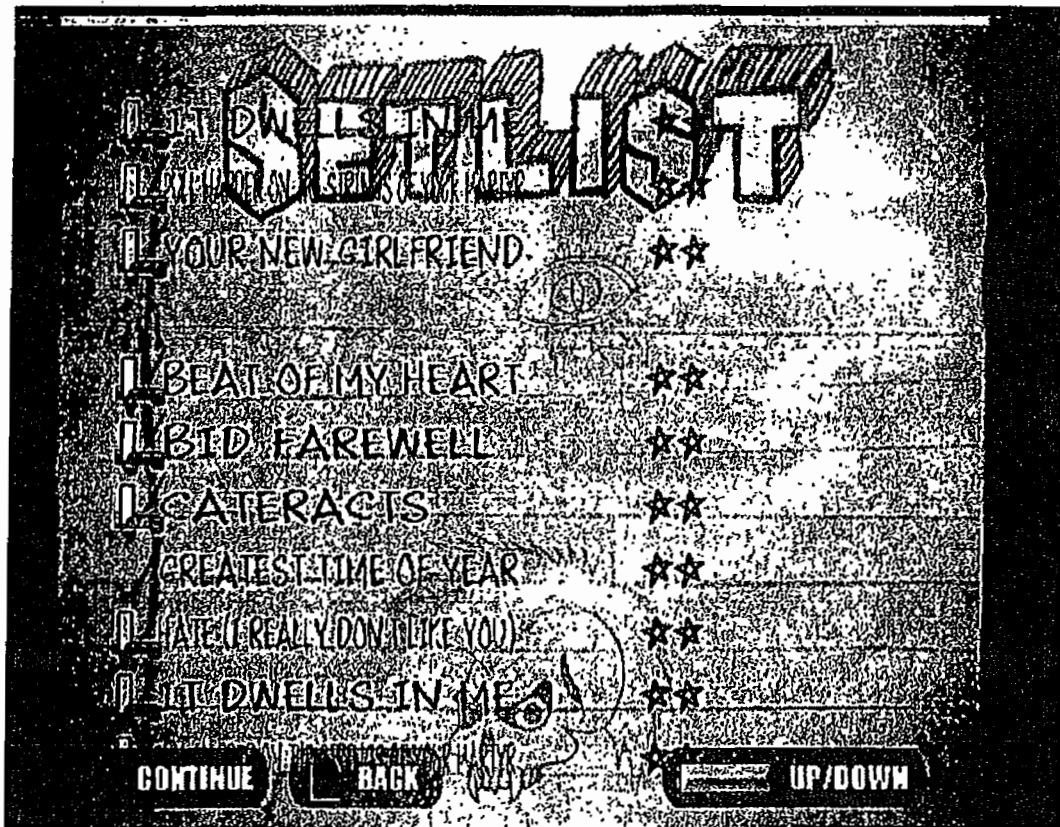 SETLIST
IT DWELLS IN ME
YOUR NEW GIRLFRIEND
BEAT OF MY HEART
BID FAREWELL
CATERACTS
GREATEST TIME OF YEAR
HATE (I REALLY DON'T LIKE YOU)
IT DWELLS IN ME
CONTINUE
BACK
UP/DOWN